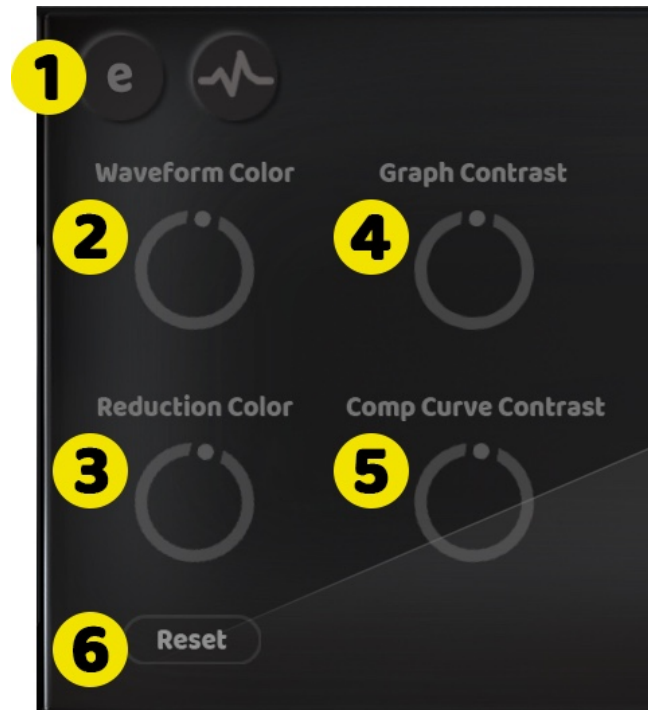 1 e
Waveform Color Graph Contrast
2 4
Reduction Color Comp Curve Contrast
3 5
6 Reset